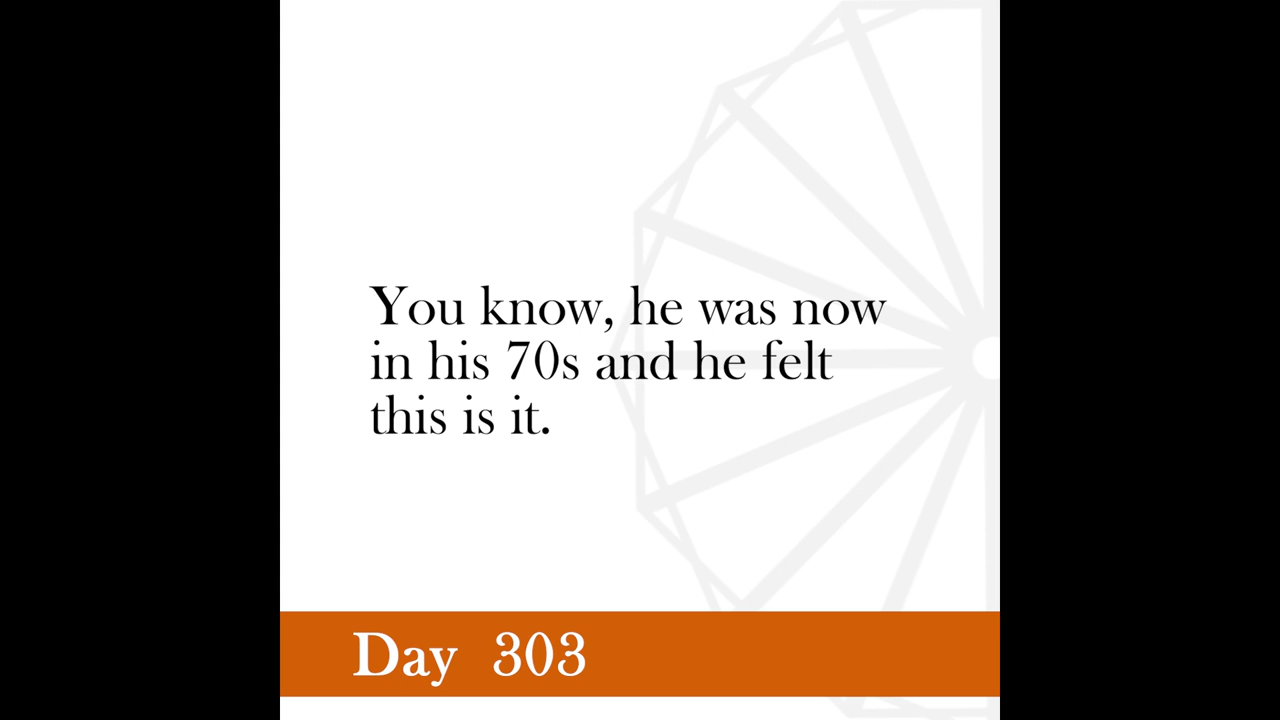 You know, he was now
in his 70s and he felt
this is it.
Day 303